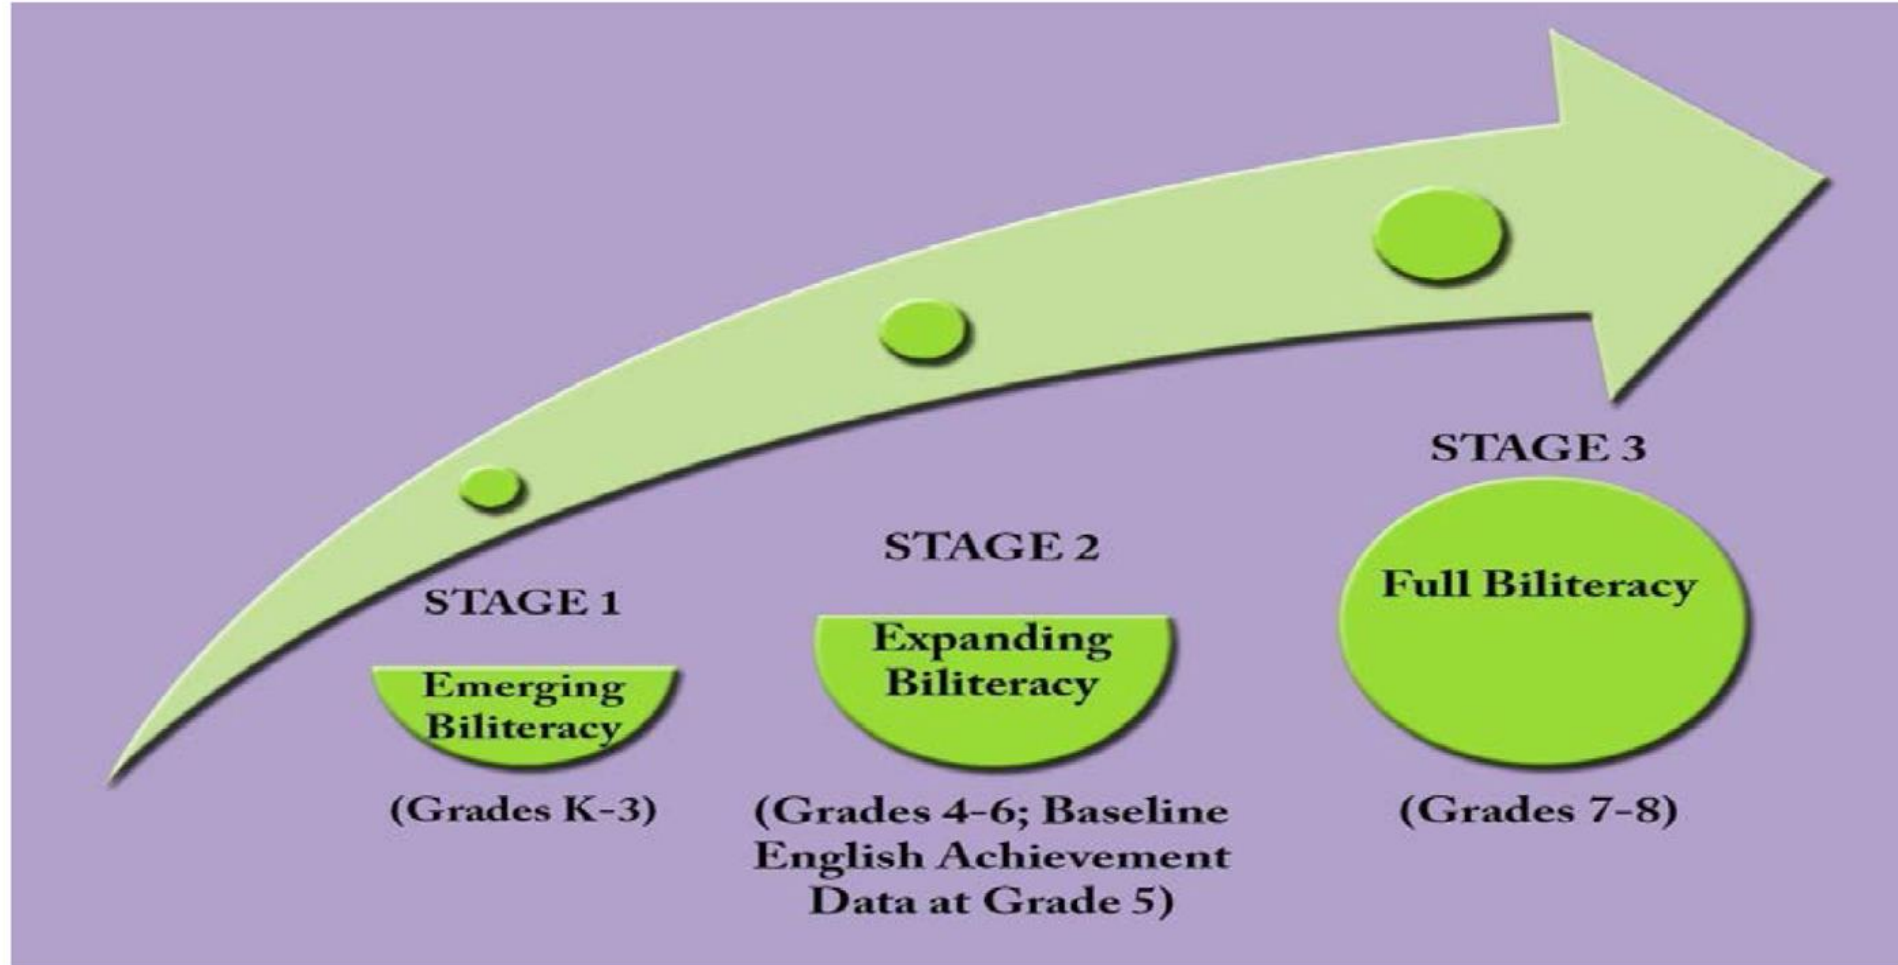 STAGE 1
Emerging
Biliteracy
(Grades K-3)
STAGE 2
Expanding
Biliteracy
(Grades 4-6; Baseline
English Achievement
Data at Grade 5)
STAGE 3
Full Biliteracy
(Grades 7-8)